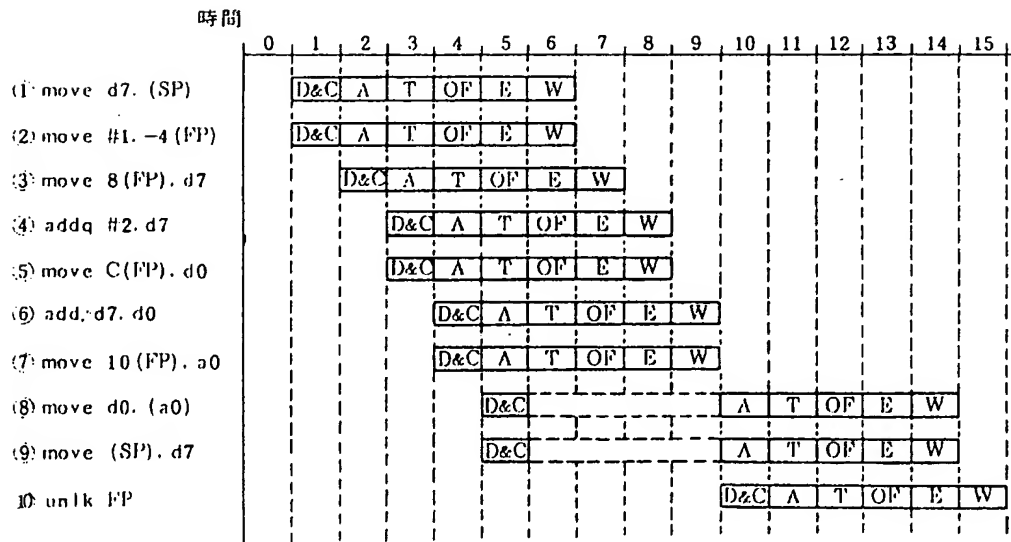 時間
0 1 2 3 4 5 6 7 8 9 10 11 12 13 14 15
(1) move d7. (SP) D&C A T OF E W
(2) move #1. -4(FP) D&C A T OF E W
(3) move 8(FP). d7 D&C A T OF E W
(4) addq #2. d7 D&C A T OF E W
(5) move C(FP). d0 D&C A T OF E W
(6) add. d7. d0 D&C A T OF E W
(7) move 10(FP). a0 D&C A T OF E W
(8) move d0. (a0) D&C A T OF E W
(9) move (SP). d7 D&C A T OF E W
10 unlk FP D&C A T OF E W